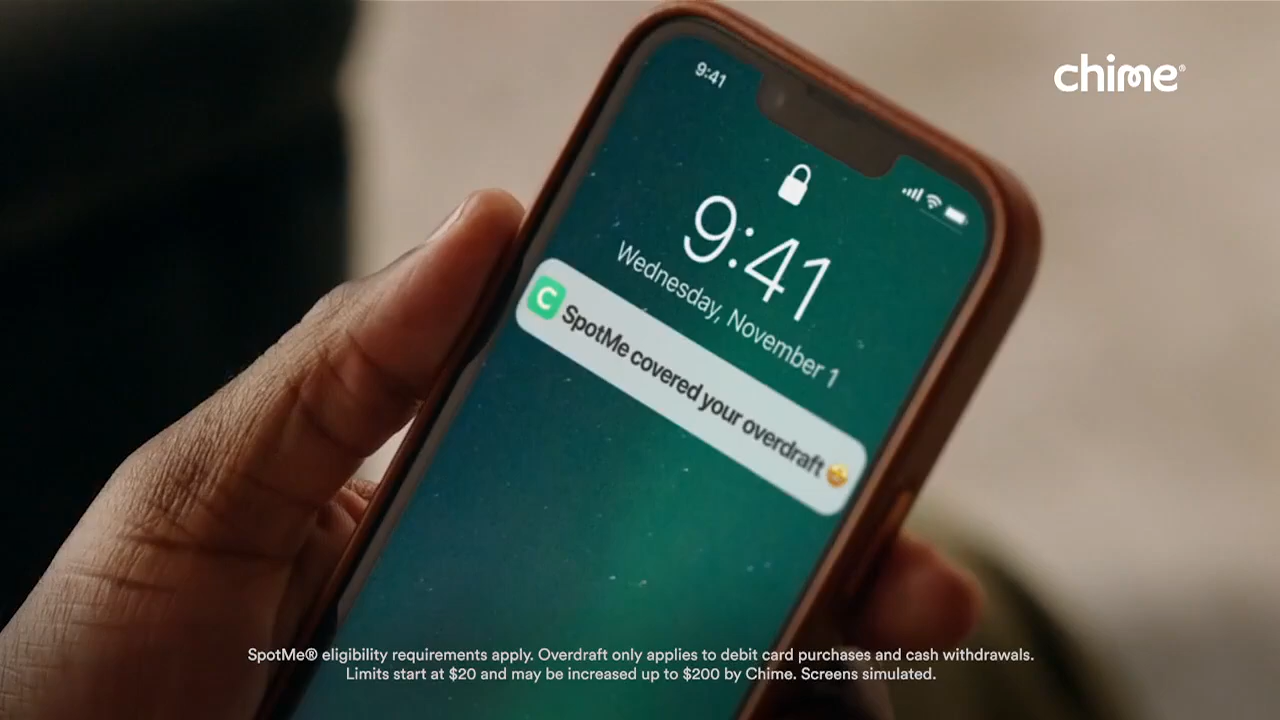 chime®
9:41
9:41
Wednesday, November 1
C SpotMe covered your overdraft 🤩
SpotMe® eligibility requirements apply. Overdraft only applies to debit card purchases and cash withdrawals.
Limits start at $20 and may be increased up to $200 by Chime. Screens simulated.